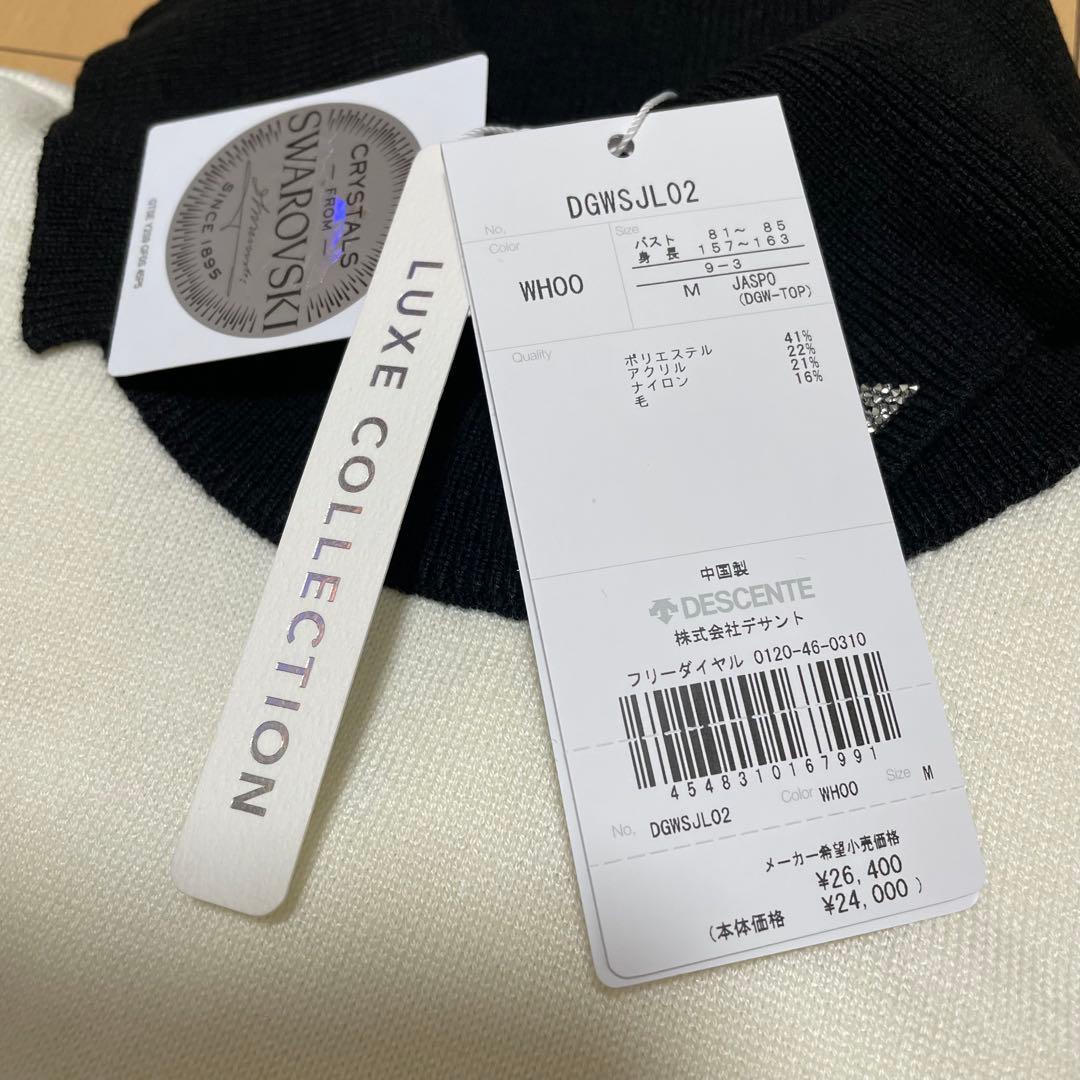 CRYSTALS
— FROM —
SWAROVSKI
SINCE 1895
LUXE COLLECTION
No, DGWSJL02
Color WH00
Size
バスト 81~ 85
身長 157~163
9-3
M JASPO
(DGW-TOP)
Quality
ポリエステル 41%
アクリル 22%
ナイロン 21%
毛 16%
中国製
DESCENTE
株式会社デサント
フリーダイヤル 0120-46-0310
4548310167991
No, DGWSJL02 Color WH00 Size M
メーカー希望小売価格
¥26,400
(本体価格 ¥24,000 )